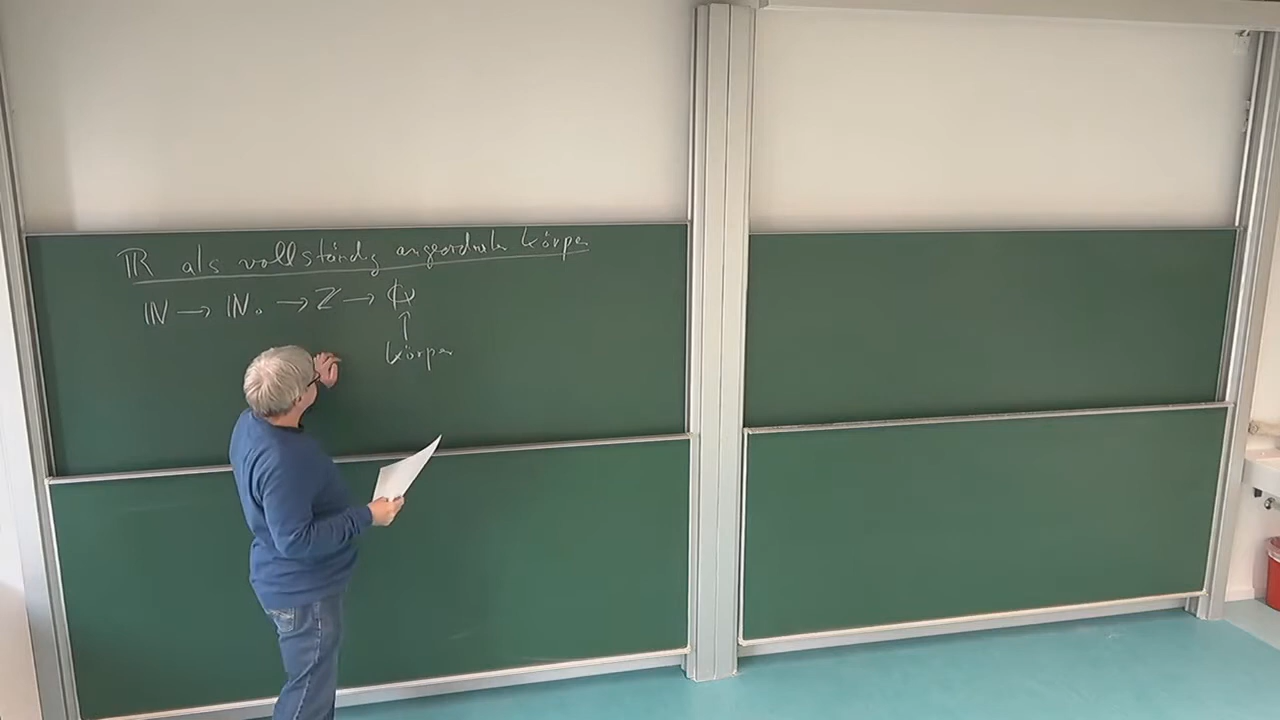 ℝ als vollständig angeordneter Körper
ℕ → ℕ₀ → ℤ → ℚ
↑
Körper